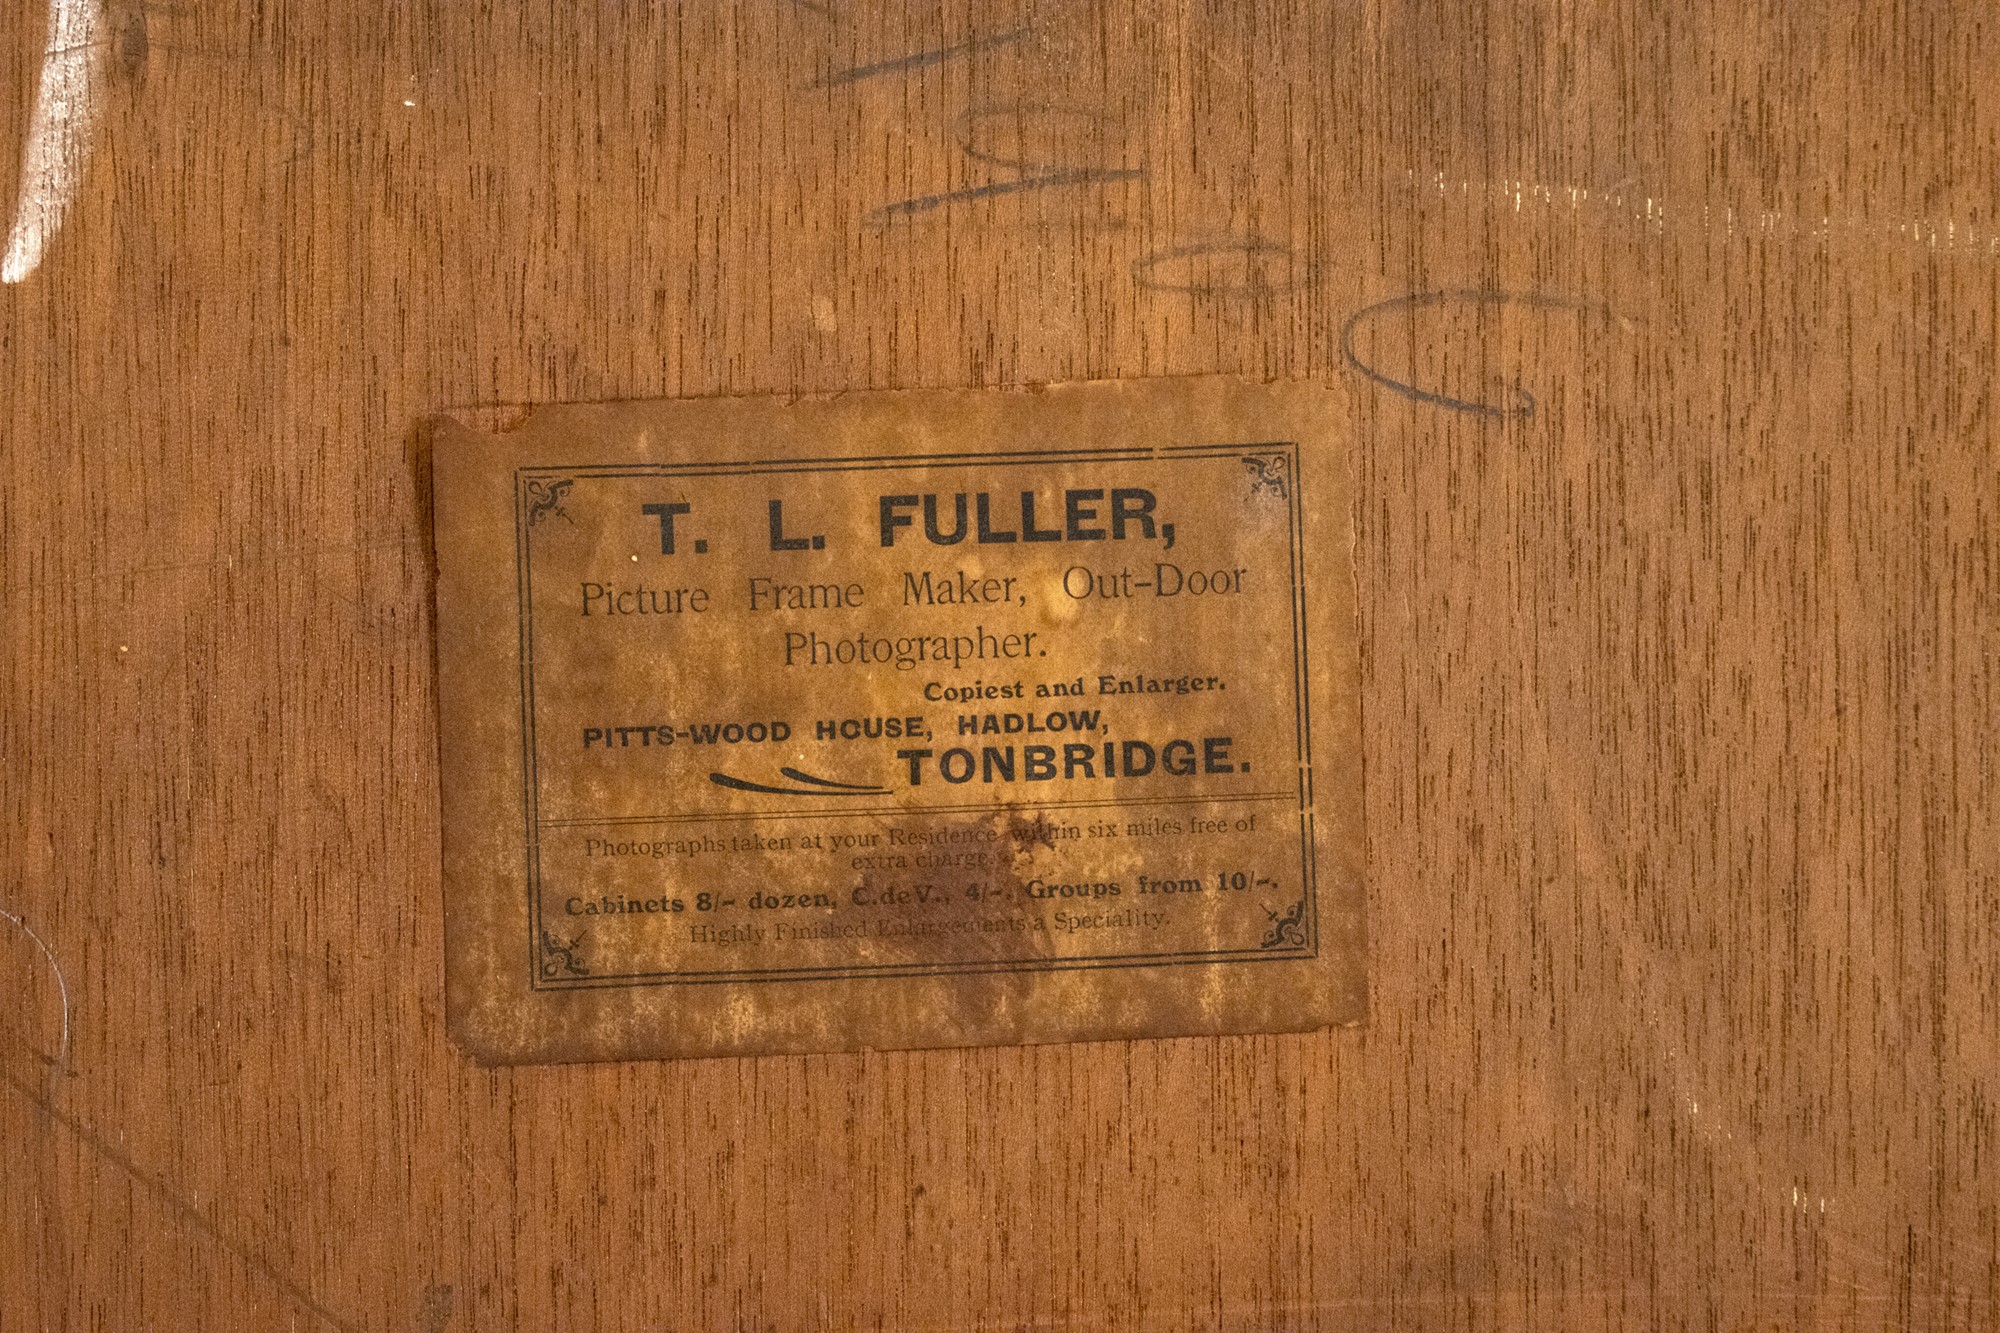 T. L. FULLER,
Picture Frame Maker, Out-Door
Photographer.
Copiest and Enlarger.
PITTS-WOOD HOUSE, HADLOW,
TONBRIDGE.
Photographs taken at your Residence within six miles free of
extra charge.
Cabinets 8/- dozen, C.deV., 4/-, Groups from 10/-.
Highly Finished Enlargements a Speciality.